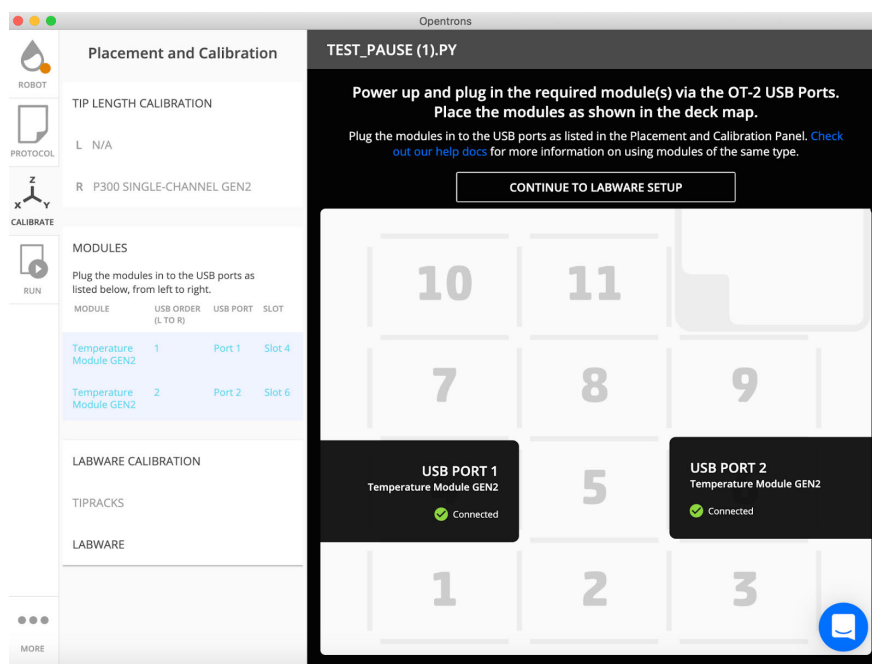 Opentrons
ROBOT
PROTOCOL
Z
X Y
CALIBRATE
RUN
MORE
Placement and Calibration
TIP LENGTH CALIBRATION
L N/A
R P300 SINGLE-CHANNEL GEN2
MODULES
Plug the modules in to the USB ports as
listed below, from left to right.
MODULE USB ORDER USB PORT SLOT
(L TO R)
Temperature 1 Port 1 Slot 4
Module GEN2
Temperature 2 Port 2 Slot 6
Module GEN2
LABWARE CALIBRATION
TIPRACKS
LABWARE
TEST_PAUSE (1).PY
Power up and plug in the required module(s) via the OT-2 USB Ports.
Place the modules as shown in the deck map.
Plug the modules in to the USB ports as listed in the Placement and Calibration Panel. Check
out our help docs for more information on using modules of the same type.
CONTINUE TO LABWARE SETUP
10 11
7 8 9
USB PORT 1
Temperature Module GEN2
Connected
5
USB PORT 2
Temperature Module GEN2
Connected
1 2 3